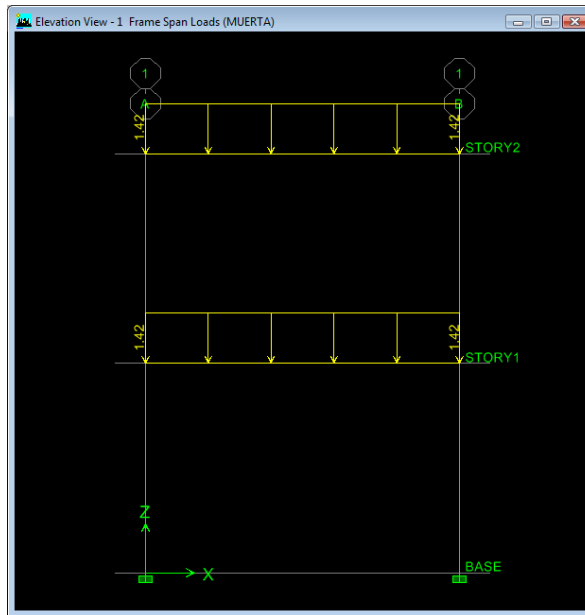 Elevation View - 1 Frame Span Loads (MUERTA)
1 1
A B
1.42 1.42
STORY2
1.42 1.42
STORY1
Z
X
BASE